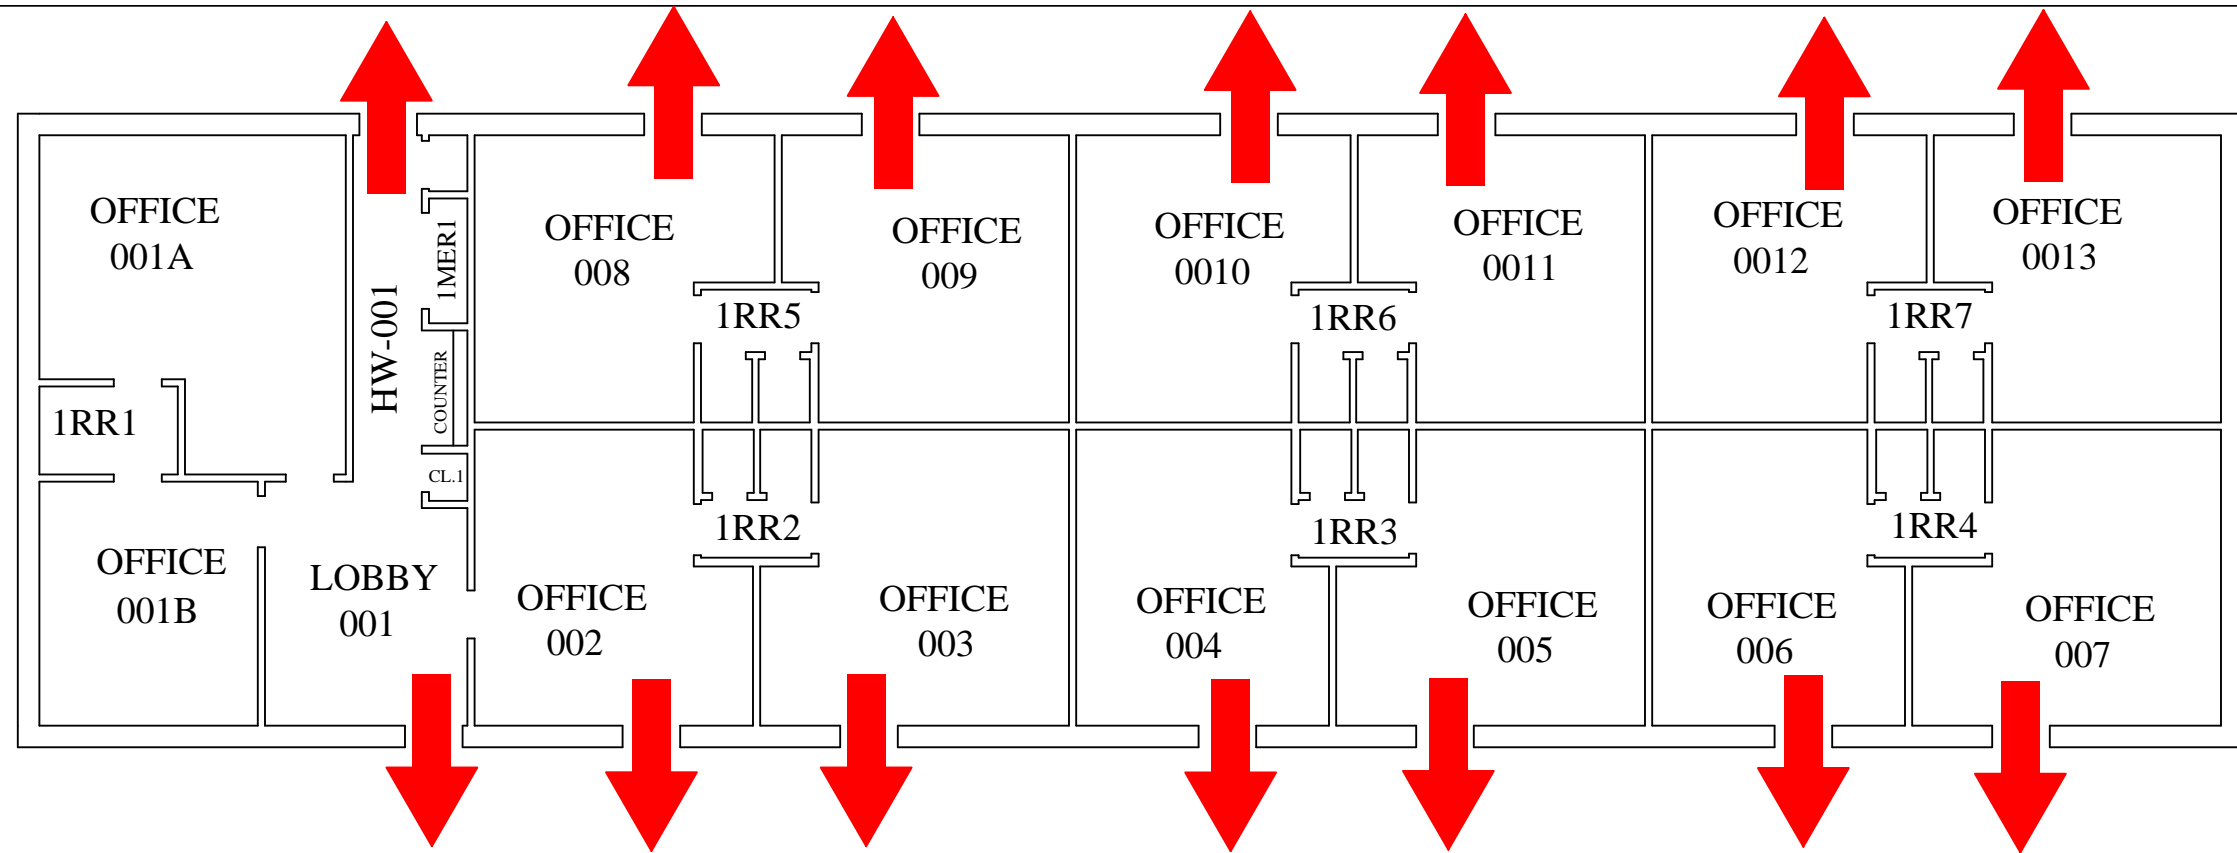 OFFICE
001A
HW-001
1MER1
OFFICE
008
OFFICE
009
OFFICE
0010
OFFICE
0011
OFFICE
0012
OFFICE
0013
1RR5
1RR6
1RR7
COUNTER
1RR1
CL.1
1RR2
1RR3
1RR4
OFFICE
001B
LOBBY
001
OFFICE
002
OFFICE
003
OFFICE
004
OFFICE
005
OFFICE
006
OFFICE
007